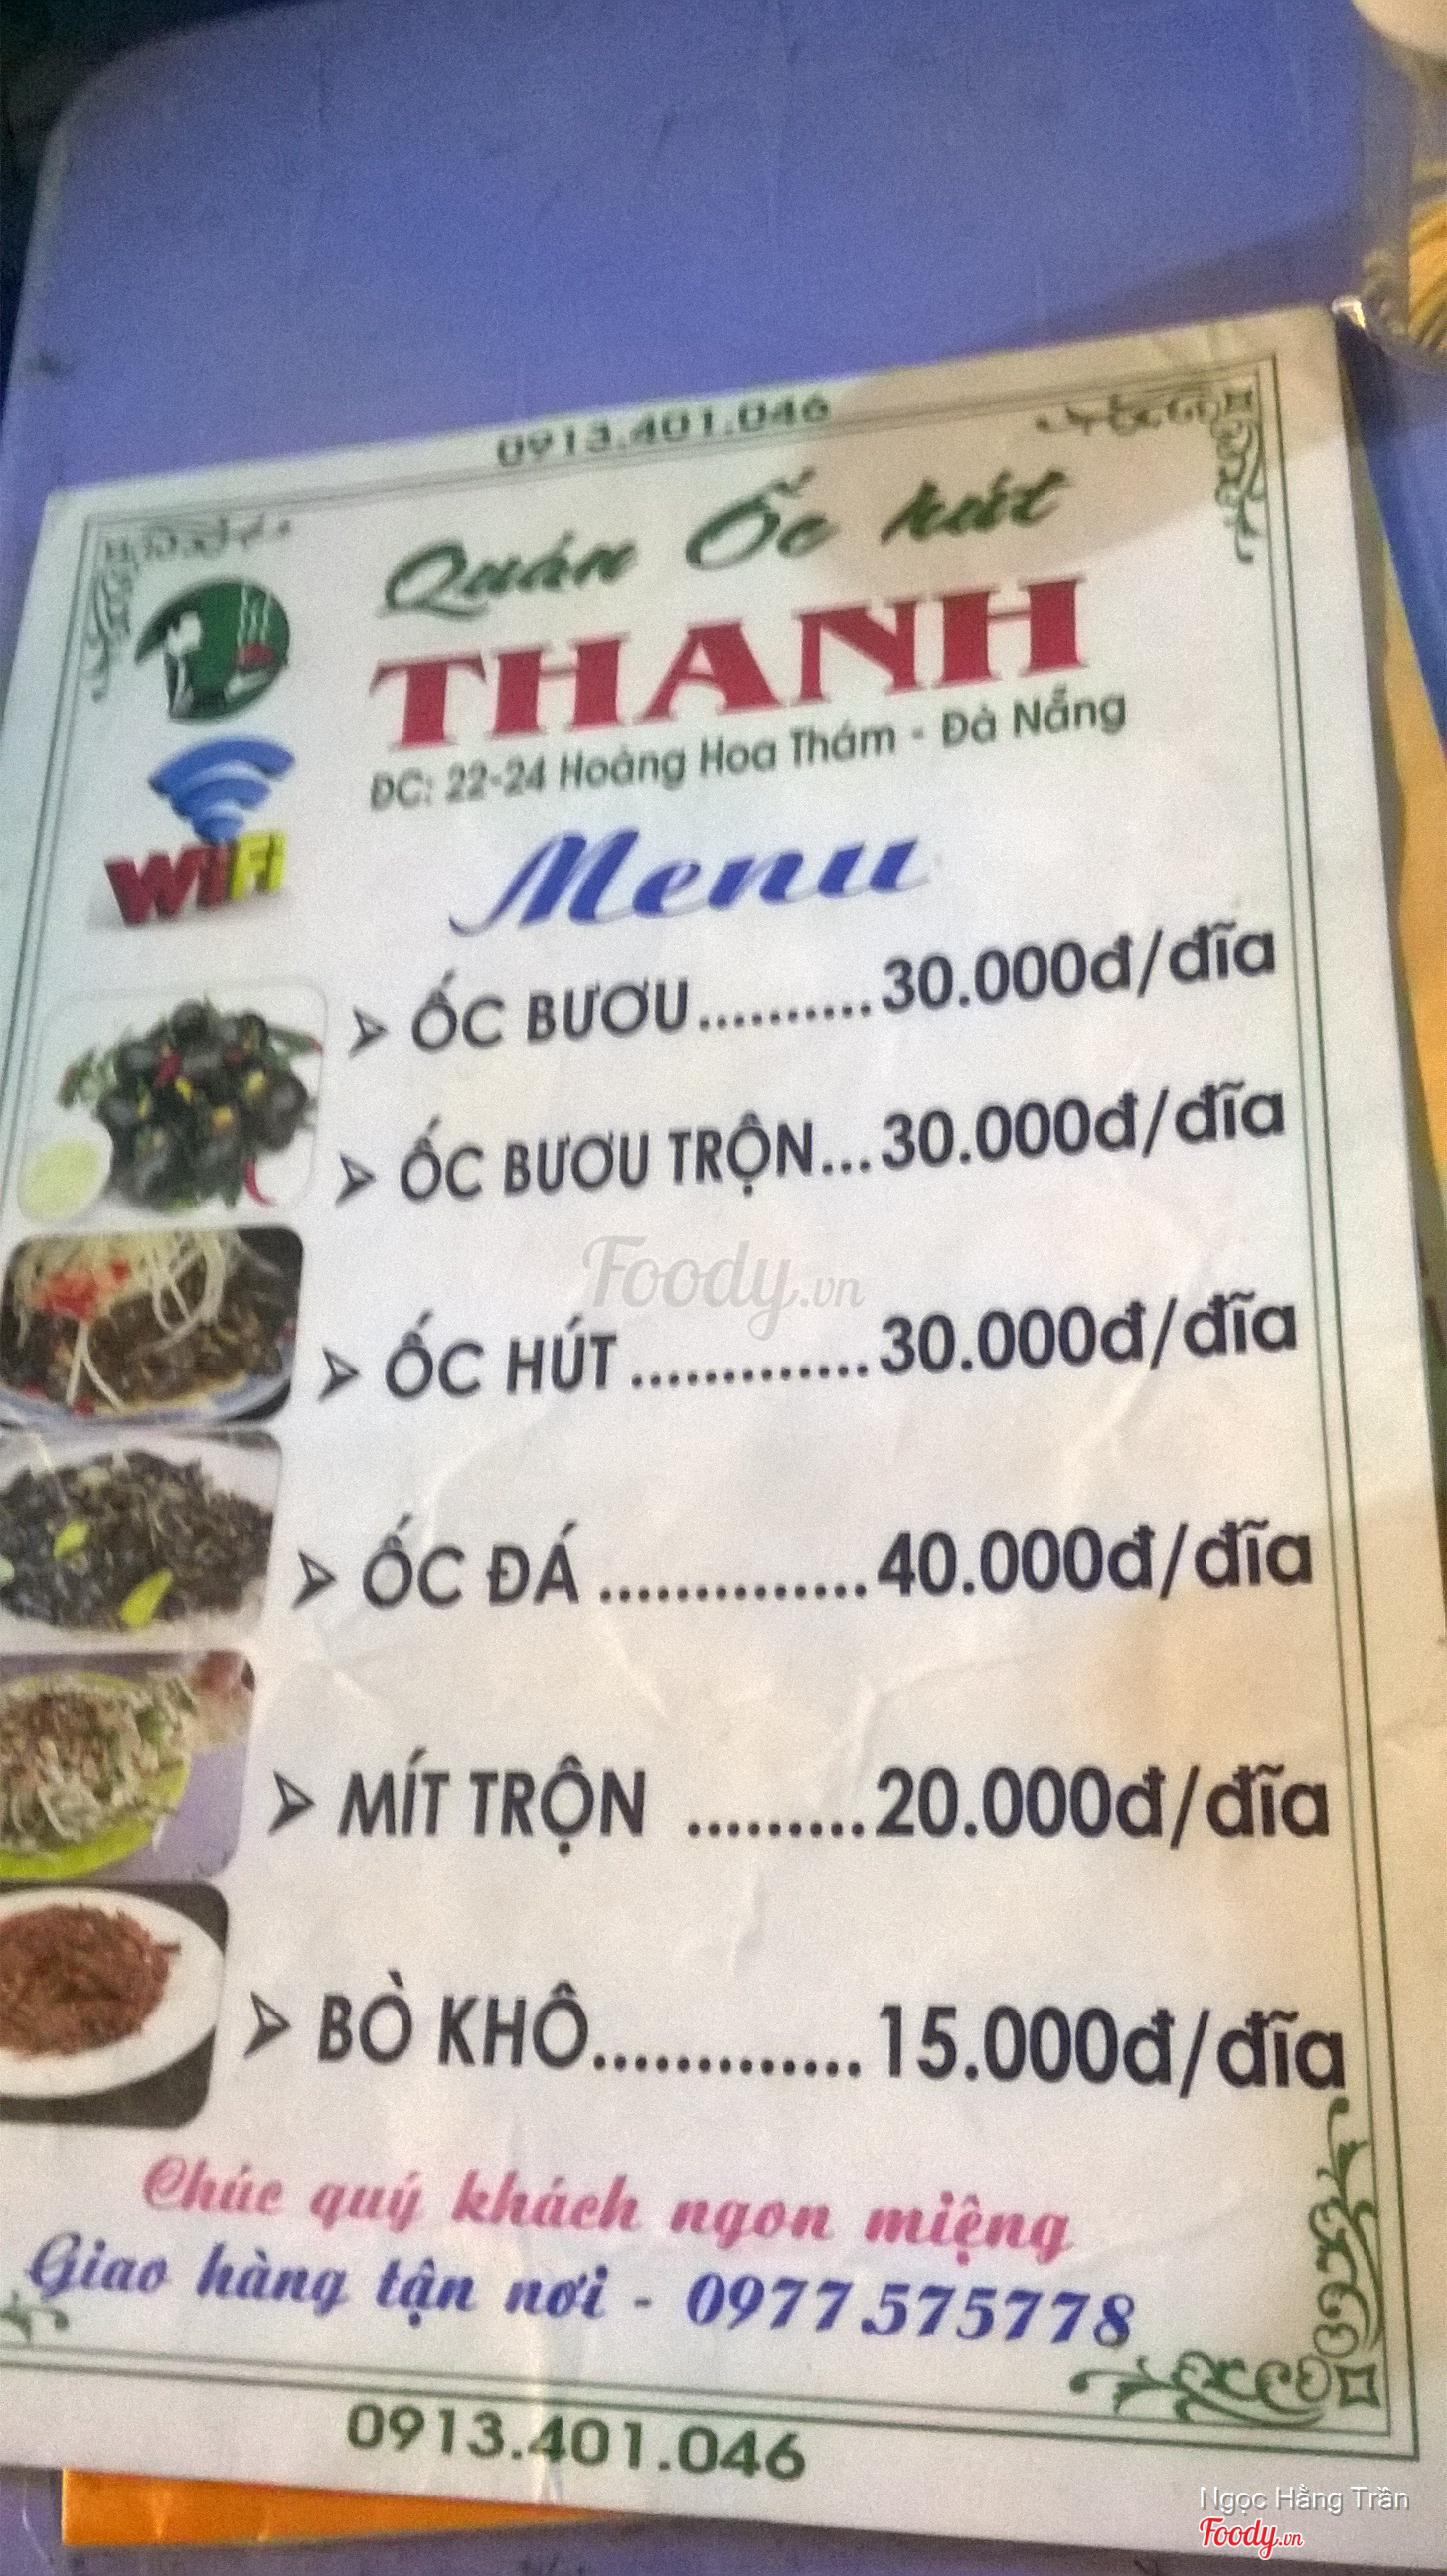 0913.401.046
Quán Ốc hút
THANH
ĐC: 22-24 Hoàng Hoa Thám - Đà Nẵng
WiFi
Menu
➢ ỐC BƯƠU..........30.000đ/đĩa
➢ ỐC BƯƠU TRỘN...30.000đ/đĩa
Foody.vn
➢ ỐC HÚT.............30.000đ/đĩa
➢ ỐC ĐÁ..............40.000đ/đĩa
➢ MÍT TRỘN .........20.000đ/đĩa
➢ BÒ KHÔ.............15.000đ/đĩa
Chúc quý khách ngon miệng
Giao hàng tận nơi - 0977.575778
0913.401.046
Ngọc Hằng Trần
Foody.vn